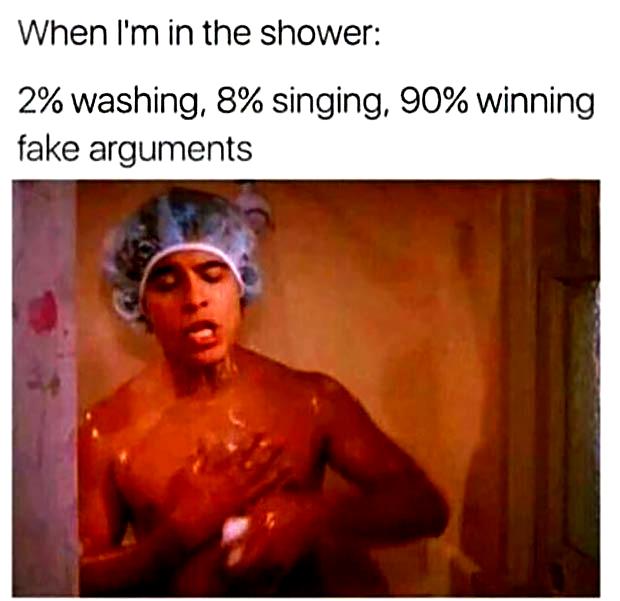 When I'm in the shower:
2% washing, 8% singing, 90% winning
fake arguments